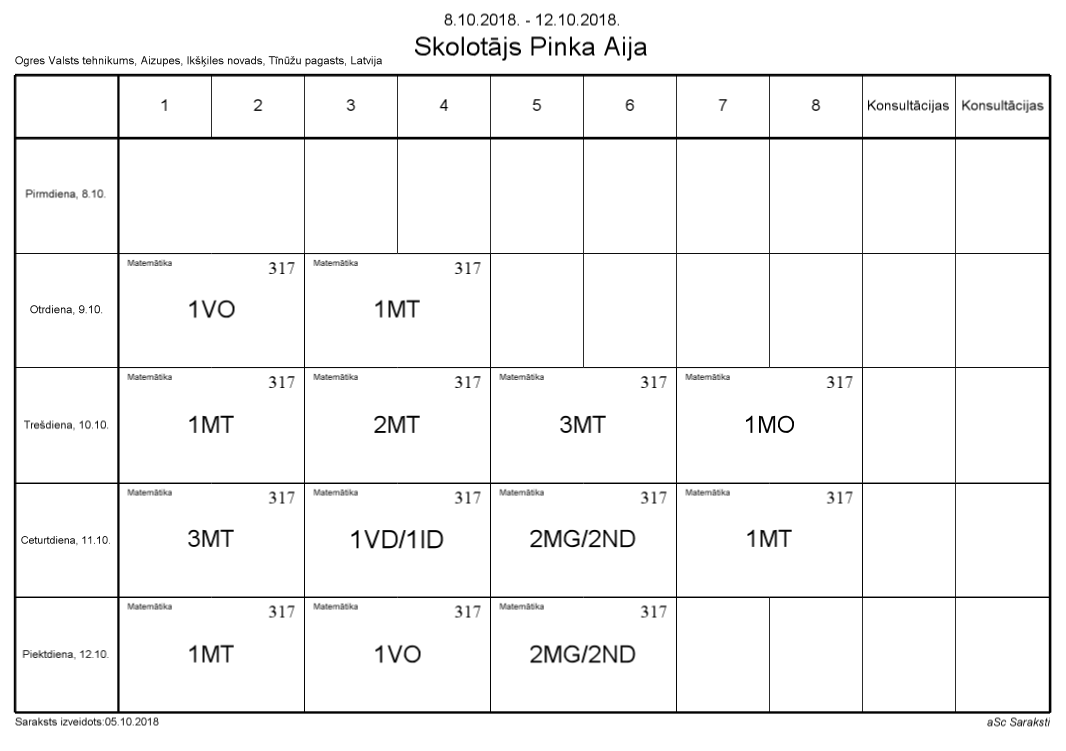 8.10.2018. - 12.10.2018.
Skolotājs Pinka Aija
Ogres Valsts tehnikums, Aizupes, Ikšķiles novads, Tīnūžu pagasts, Latvija
1 2 3 4 5 6 7 8 Konsultācijas Konsultācijas
Pirmdiena, 8.10.
Matemātika 317 Matemātika 317
Otrdiena, 9.10. 1VO 1MT
Matemātika 317 Matemātika 317 Matemātika 317 Matemātika 317
Trešdiena, 10.10. 1MT 2MT 3MT 1MO
Matemātika 317 Matemātika 317 Matemātika 317 Matemātika 317
Ceturtdiena, 11.10. 3MT 1VD/1ID 2MG/2ND 1MT
Matemātika 317 Matemātika 317 Matemātika 317
Piektdiena, 12.10. 1MT 1VO 2MG/2ND
Saraksts izveidots:05.10.2018 aSc Saraksti